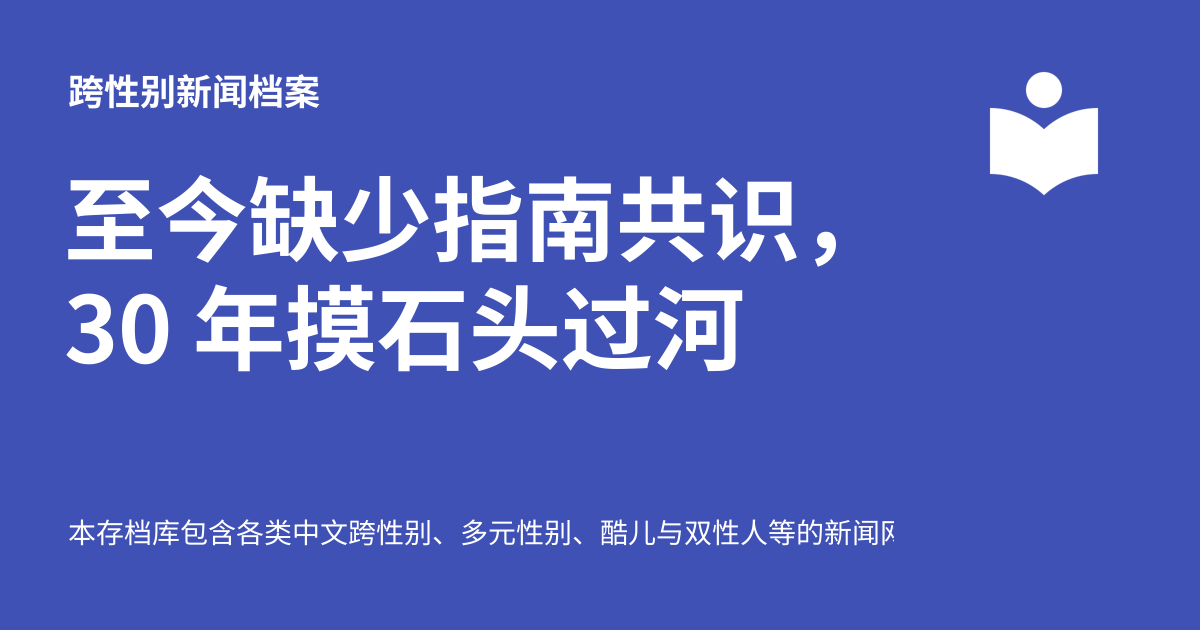 跨性别新闻档案
至今缺少指南共识，
30 年摸石头过河
本存档库包含各类中文跨性别、多元性别、酷儿与双性人等的新闻